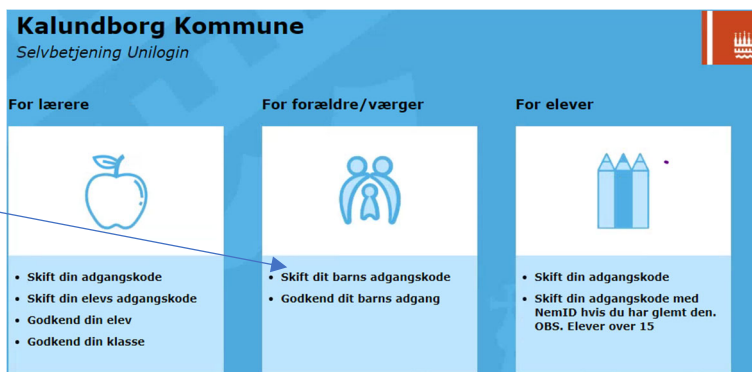 Kalundborg Kommune
Selvbetjening Unilogin
For lærere
• Skift din adgangskode
• Skift din elevs adgangskode
• Godkend din elev
• Godkend din klasse
For forældre/værger
• Skift dit barns adgangskode
• Godkend dit barns adgang
For elever
• Skift din adgangskode
• Skift din adgangskode med
NemID hvis du har glemt den.
OBS. Elever over 15